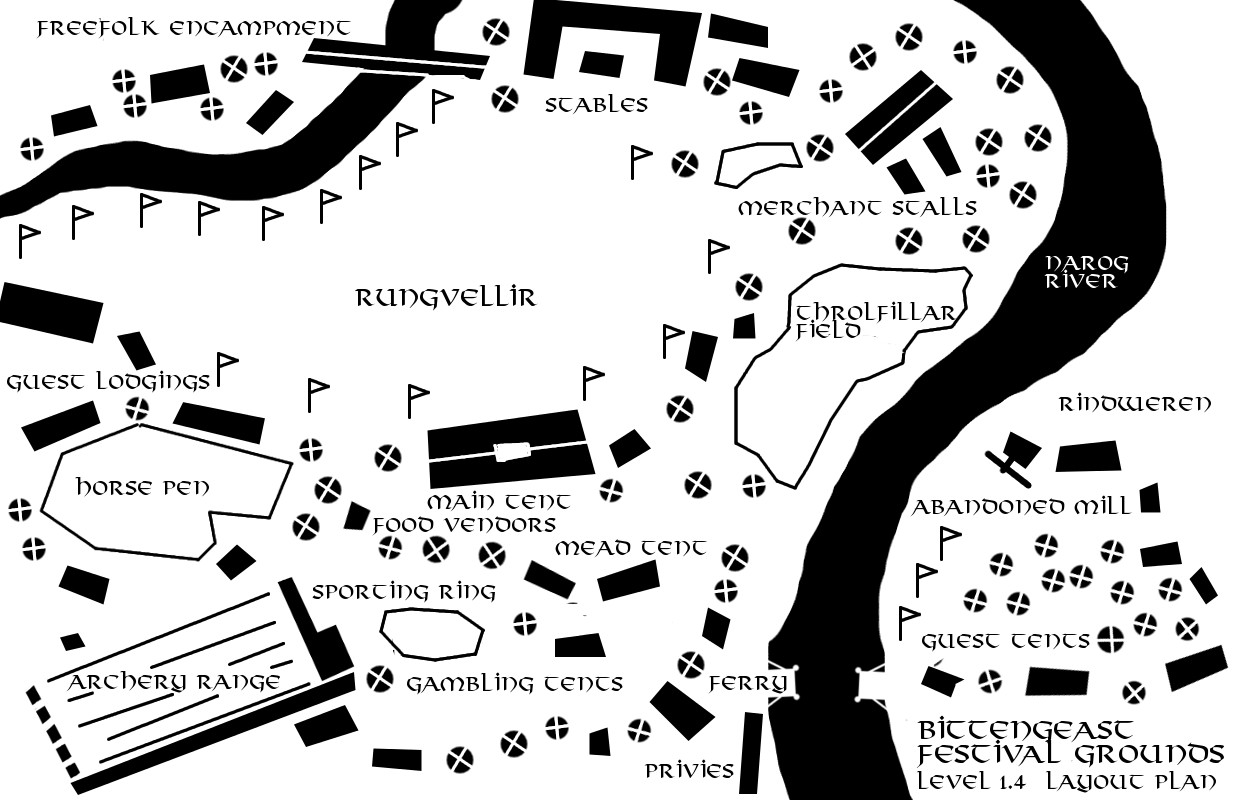 FREEFOLK ENCAMPMENT
STABLES
MERCHANT STALLS
NAROG
RIVER
RUNGVELLIR
THROLFILLAR
FIELD
GUEST LODGINGS
RINDWEREN
HORSE PEN
MAIN TENT
ABANDONED MILL
FOOD VENDORS
MEAD TENT
SPORTING RING
GUEST TENTS
ARCHERY RANGE
GAMBLING TENTS
FERRY
PRIVIES
BITTENGEAST
FESTIVAL GROUNDS
LEVEL 1.4 LAYOUT PLAN